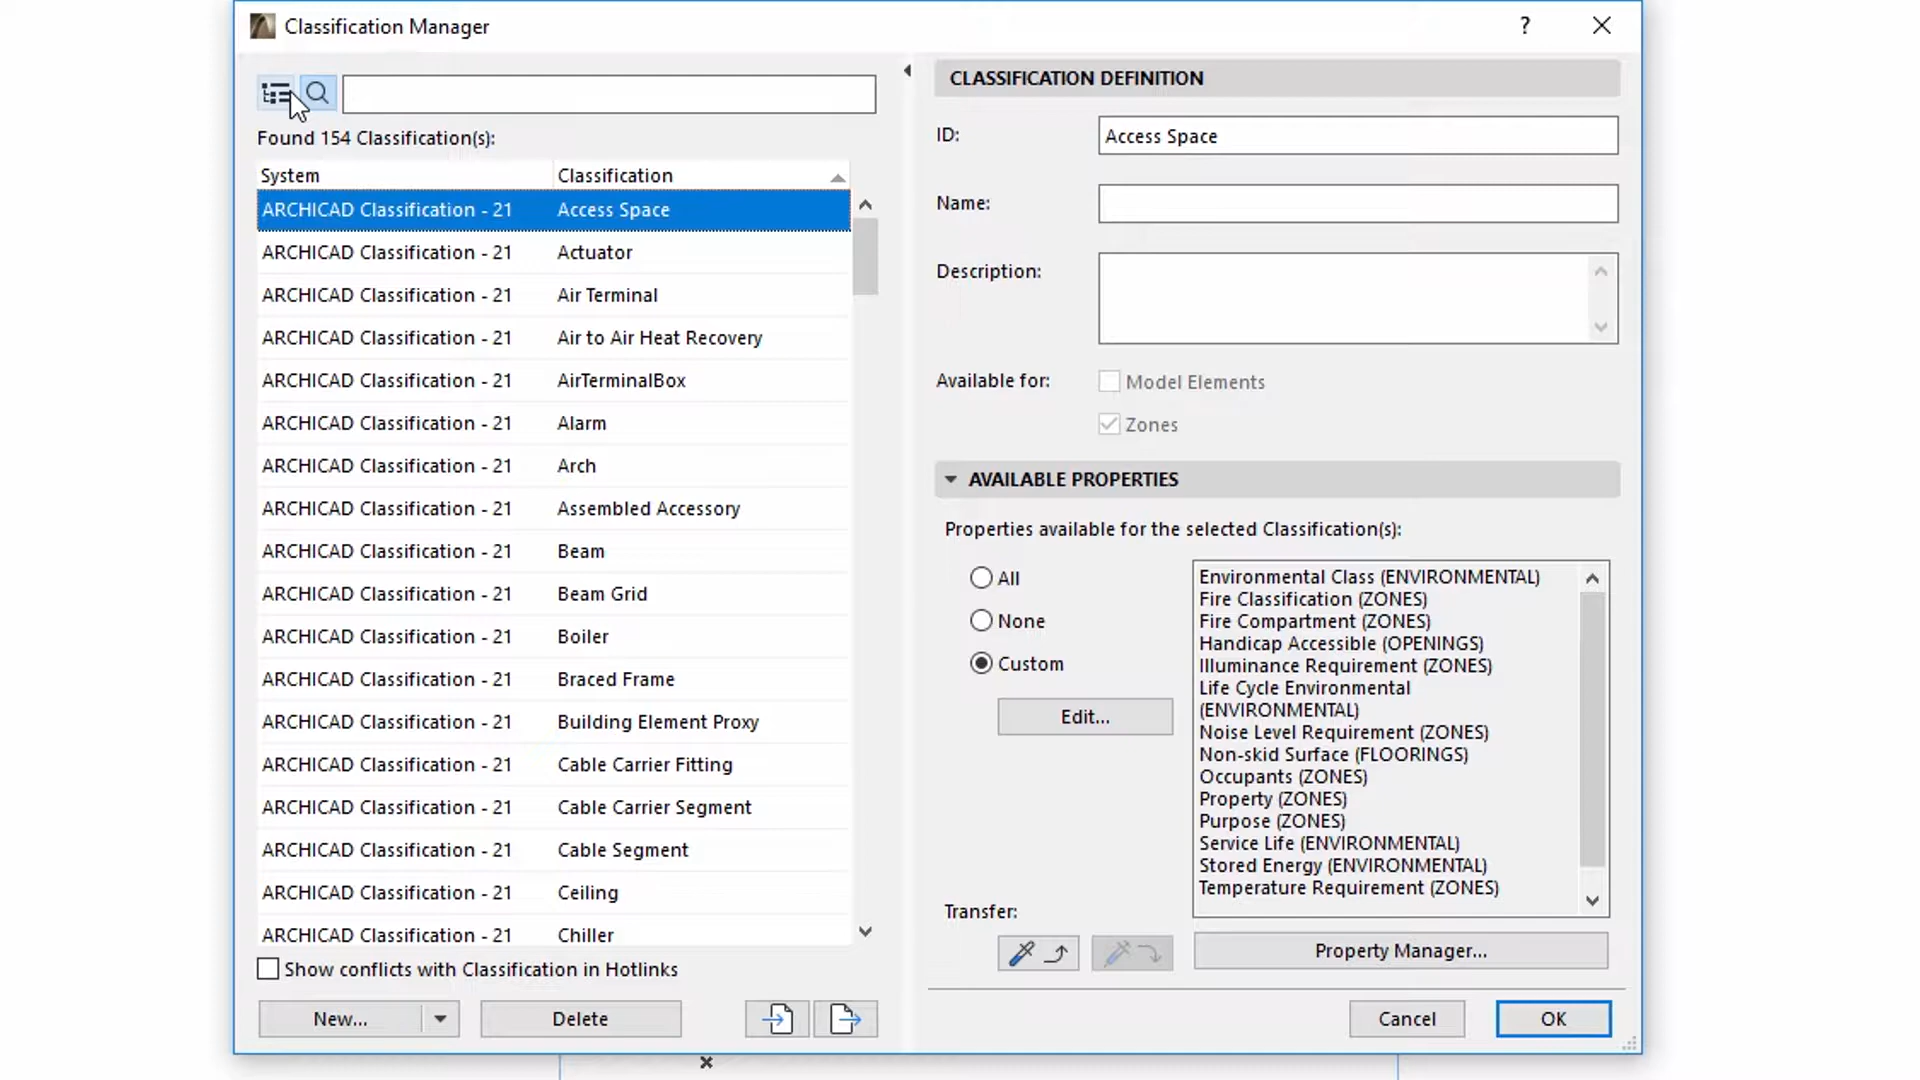 Classification Manager
?
Found 154 Classification(s):
System Classification
ARCHICAD Classification - 21 Access Space
ARCHICAD Classification - 21 Actuator
ARCHICAD Classification - 21 Air Terminal
ARCHICAD Classification - 21 Air to Air Heat Recovery
ARCHICAD Classification - 21 AirTerminalBox
ARCHICAD Classification - 21 Alarm
ARCHICAD Classification - 21 Arch
ARCHICAD Classification - 21 Assembled Accessory
ARCHICAD Classification - 21 Beam
ARCHICAD Classification - 21 Beam Grid
ARCHICAD Classification - 21 Boiler
ARCHICAD Classification - 21 Braced Frame
ARCHICAD Classification - 21 Building Element Proxy
ARCHICAD Classification - 21 Cable Carrier Fitting
ARCHICAD Classification - 21 Cable Carrier Segment
ARCHICAD Classification - 21 Cable Segment
ARCHICAD Classification - 21 Ceiling
ARCHICAD Classification - 21 Chiller
Show conflicts with Classification in Hotlinks
New... Delete
CLASSIFICATION DEFINITION
ID: Access Space
Name:
Description:
Available for: Model Elements
Zones
AVAILABLE PROPERTIES
Properties available for the selected Classification(s):
All
None
Custom
Edit...
Environmental Class (ENVIRONMENTAL)
Fire Classification (ZONES)
Fire Compartment (ZONES)
Handicap Accessible (OPENINGS)
Illuminance Requirement (ZONES)
Life Cycle Environmental
(ENVIRONMENTAL)
Noise Level Requirement (ZONES)
Non-skid Surface (FLOORINGS)
Occupants (ZONES)
Property (ZONES)
Purpose (ZONES)
Service Life (ENVIRONMENTAL)
Stored Energy (ENVIRONMENTAL)
Temperature Requirement (ZONES)
Transfer:
Property Manager...
Cancel OK